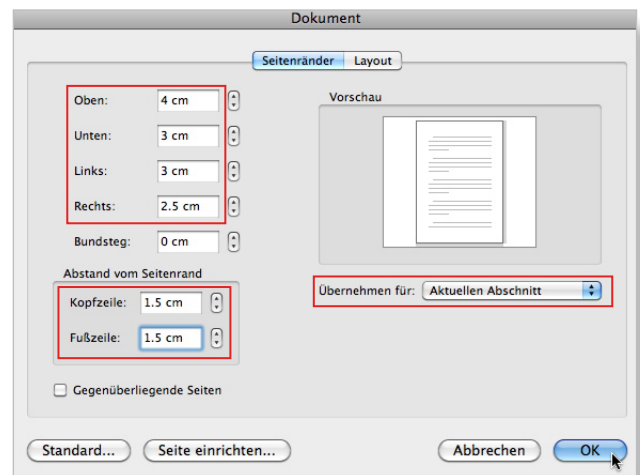 Dokument
Seitenränder Layout
Oben: 4 cm
Unten: 3 cm
Links: 3 cm
Rechts: 2.5 cm
Bundsteg: 0 cm
Vorschau
Abstand vom Seitenrand
Kopfzeile: 1.5 cm
Fußzeile: 1.5 cm
Übernehmen für: Aktuellen Abschnitt
Gegenüberliegende Seiten
Standard... Seite einrichten... Abbrechen OK